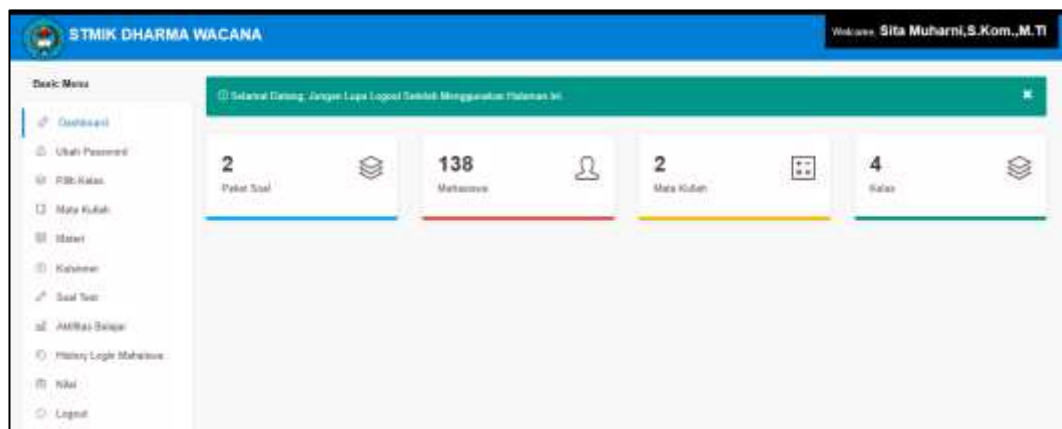 STMIK DHARMA WACANA
Welcome, Sita Muharni,S.Kom.,M.TI
Basic Menu
Selamat Datang, Jangan Lupa Logout Setelah Menggunakan Halaman Ini
Dashboard
Ubah Password
Pilih Kelas
Mata Kuliah
Materi
Kuisioner
Soal Test
Aktifitas Belajar
History Login Mahasiswa
Nilai
Logout
2
Paket Soal
138
Mahasiswa
2
Mata Kuliah
4
Kelas